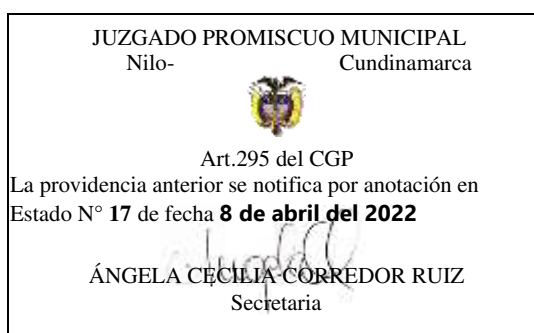 JUZGADO PROMISCUO MUNICIPAL
Nilo- Cundinamarca
Art.295 del CGP
La providencia anterior se notifica por anotación en
Estado N° 17 de fecha 8 de abril del 2022
ÁNGELA CECILIA CORREDOR RUIZ
Secretaria